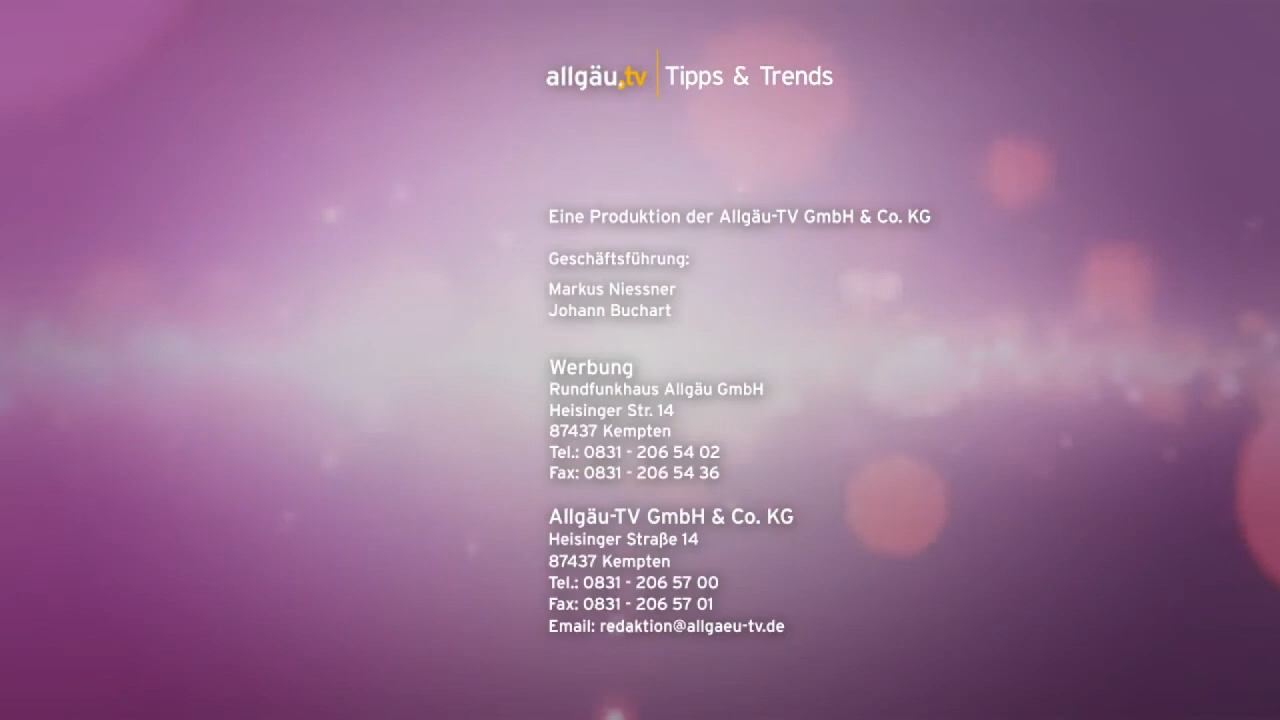 allgäu.tv | Tipps & Trends
Eine Produktion der Allgäu-TV GmbH & Co. KG
Geschäftsführung:
Markus Niessner
Johann Buchart
Werbung
Rundfunkhaus Allgäu GmbH
Heisinger Str. 14
87437 Kempten
Tel.: 0831 - 206 54 02
Fax: 0831 - 206 54 36
Allgäu-TV GmbH & Co. KG
Heisinger Straße 14
87437 Kempten
Tel.: 0831 - 206 57 00
Fax: 0831 - 206 57 01
Email: redaktion@allgaeu-tv.de